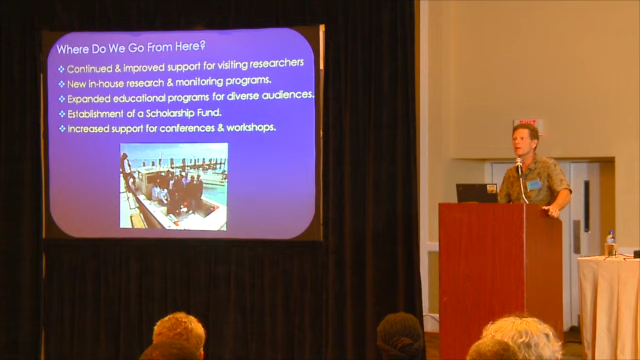 Where Do We Go From Here?
Continued & improved support for visiting researchers
New in-house research & monitoring programs.
Expanded educational programs for diverse audiences.
Establishment of a Scholarship Fund.
Increased support for conferences & workshops.